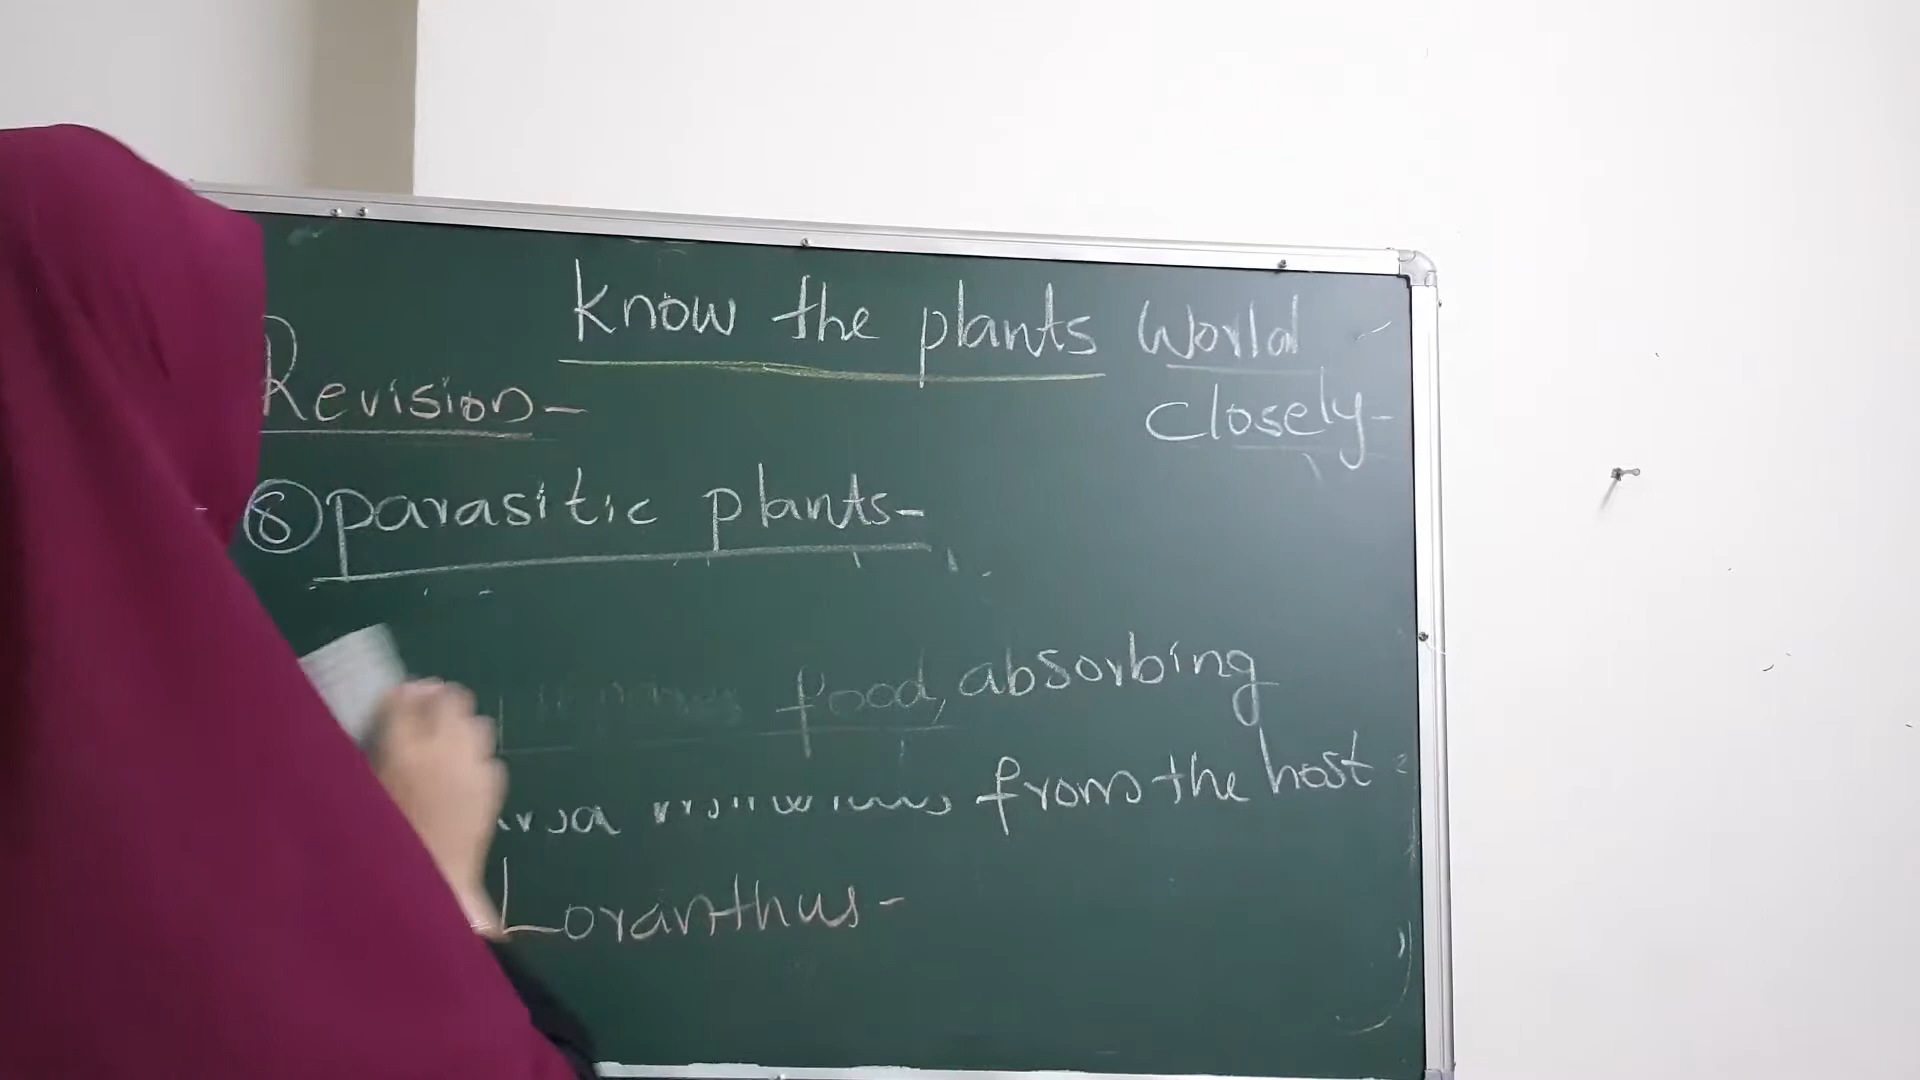 know the plants World
closely-
Revision-
⑧ parasitic plants-
food, absorbing
from the host
Loranthus-